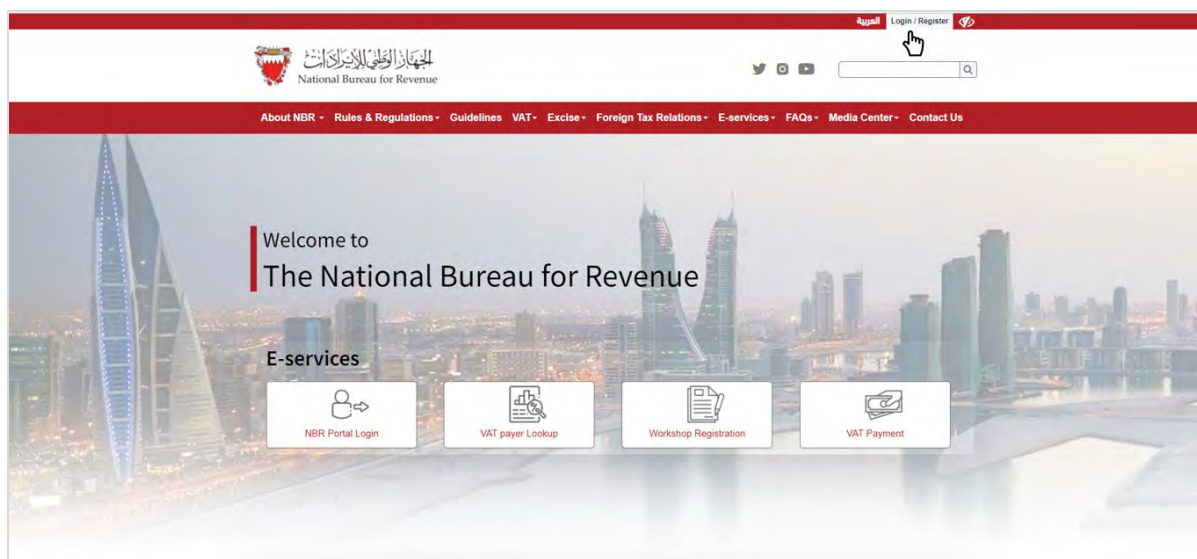 العربية Login / Register
الجهاز الوطني للإيرادات
National Bureau for Revenue
About NBR Rules & Regulations Guidelines VAT Excise Foreign Tax Relations E-services FAQs Media Center Contact Us
Welcome to
The National Bureau for Revenue
E-services
NBR Portal Login VAT payer Lookup Workshop Registration VAT Payment